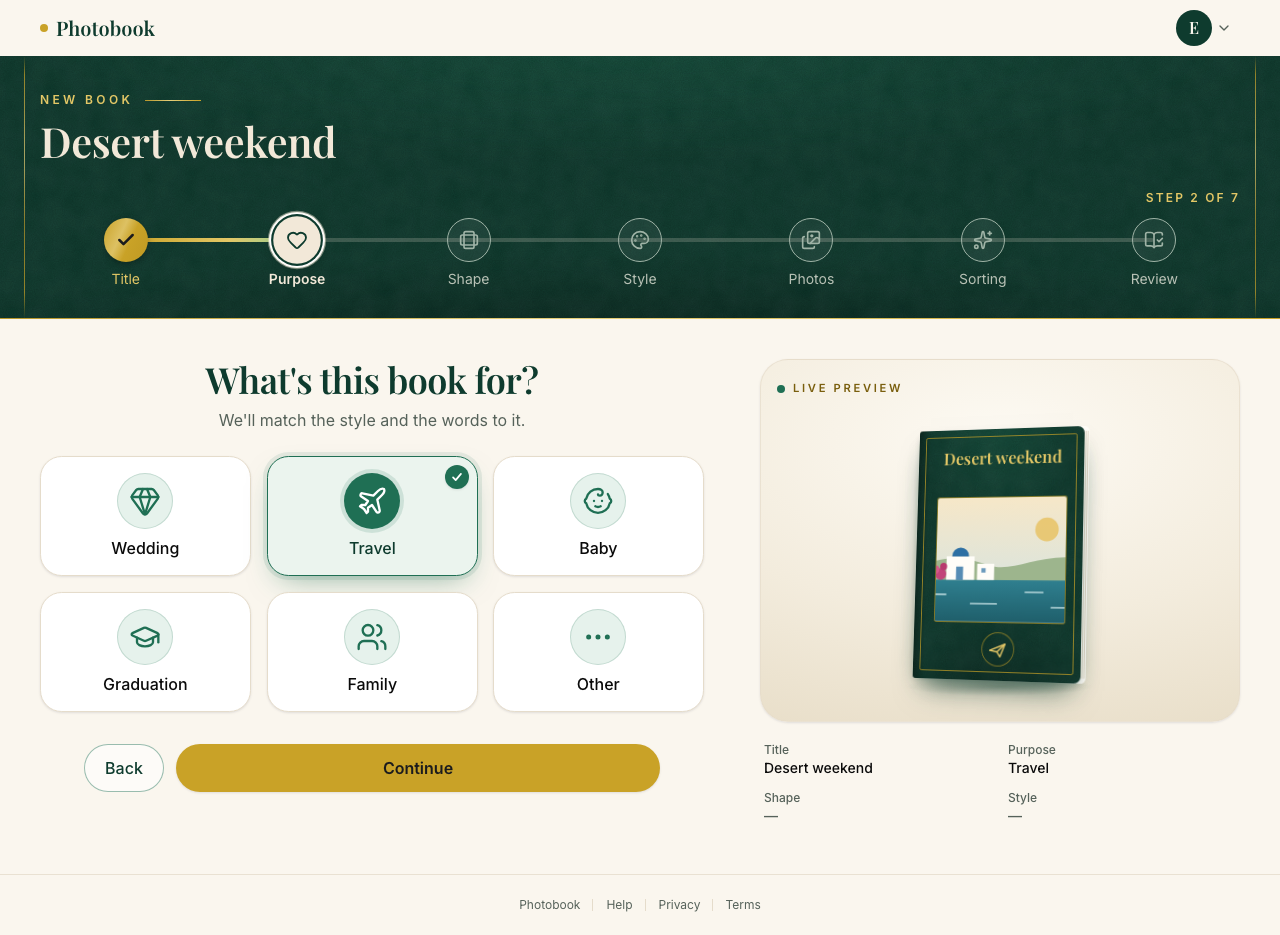 Photobook
E
NEW BOOK
Desert weekend
STEP 2 OF 7
Title
Purpose
Shape
Style
Photos
Sorting
Review
What's this book for?
We'll match the style and the words to it.
Wedding
Travel
Baby
Graduation
Family
Other
Back
Continue
LIVE PREVIEW
Desert weekend
Title
Desert weekend
Purpose
Travel
Shape
—
Style
—
Photobook
Help
Privacy
Terms